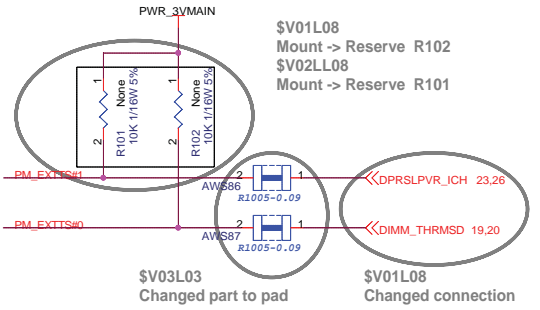 PWR_3VMAIN
$V01L08
Mount -> Reserve R102
$V02LL08
Mount -> Reserve R101
1
None
2
R101
10K 1/16W 5%
1
None
2
R102
10K 1/16W 5%
PM_EXTTS#1
AWS86
2
1
R1005-0.09
DPRSLPVR_ICH 23,26
PM_EXTTS#0
AWS87
2
1
R1005-0.09
DIMM_THRMSD 19,20
$V03L03
Changed part to pad
$V01L08
Changed connection